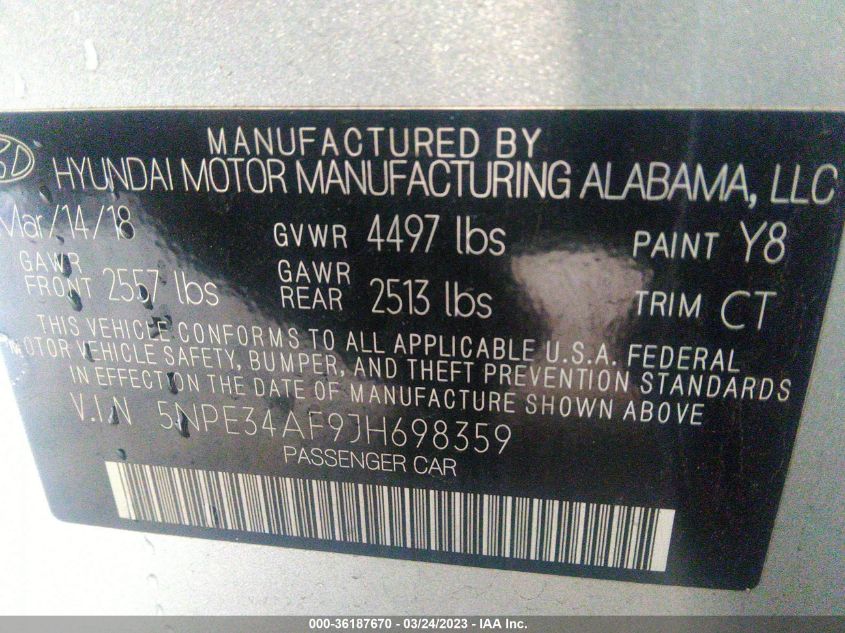 MANUFACTURED BY
HYUNDAI MOTOR MANUFACTURING ALABAMA, LLC
Mar/14/18 GVWR 4497 lbs PAINT Y8
GAWR FRONT 2557 lbs GAWR REAR 2513 lbs TRIM CT
THIS VEHICLE CONFORMS TO ALL APPLICABLE U.S.A. FEDERAL
MOTOR VEHICLE SAFETY, BUMPER, AND THEFT PREVENTION STANDARDS
IN EFFECT ON THE DATE OF MANUFACTURE SHOWN ABOVE.
V.I.N 5NPE34AF9JH698359
PASSENGER CAR
000-36187670 - 03/24/2023 - IAA Inc.